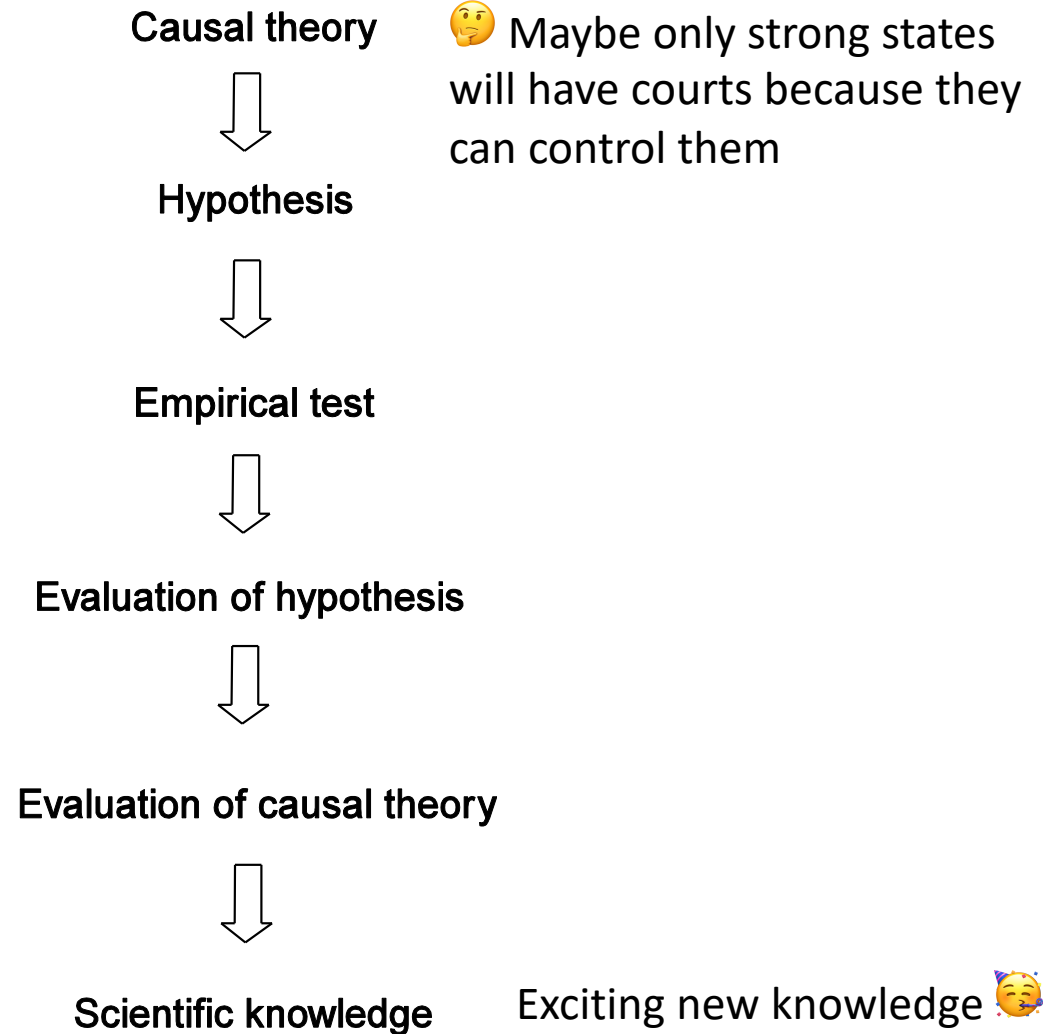 Causal theory
🤔 Maybe only strong states
will have courts because they
can control them
Hypothesis
Empirical test
Evaluation of hypothesis
Evaluation of causal theory
Scientific knowledge
Exciting new knowledge 🥳